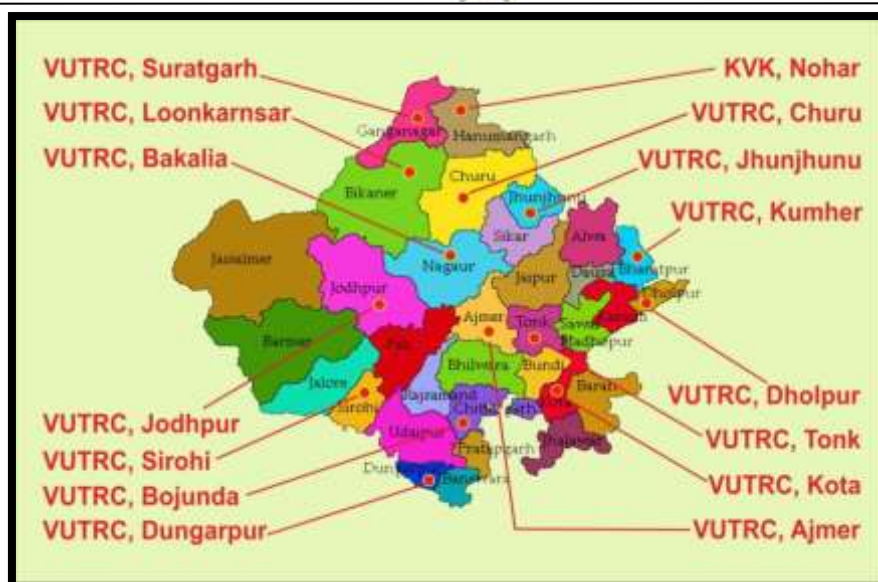 VUTRC, Suratgarh
VUTRC, Loonkarnsar
VUTRC, Bakalia
KVK, Nohar
VUTRC, Churu
VUTRC, Jhunjhunu
VUTRC, Kumher
Ganganagar
Hanumangarh
Bikaner
Churu
Jhunjhunu
Sikar
Alwa
Jaisalmer
Jodhpur
Nagaur
Jaipur
Dausa
Bharatpur
Dholpur
Ajmer
Tonk
Sawai
Madhopur
Karauli
Barmer
Pali
Bhilwara
Bundi
Jalore
Sirohi
Rajsamand
Kota
Baran
Udaipur
Pratapgarh
Jhalawar
Banswara
VUTRC, Jodhpur
VUTRC, Sirohi
VUTRC, Bojunda
VUTRC, Dungarpur
VUTRC, Dholpur
VUTRC, Tonk
VUTRC, Kota
VUTRC, Ajmer